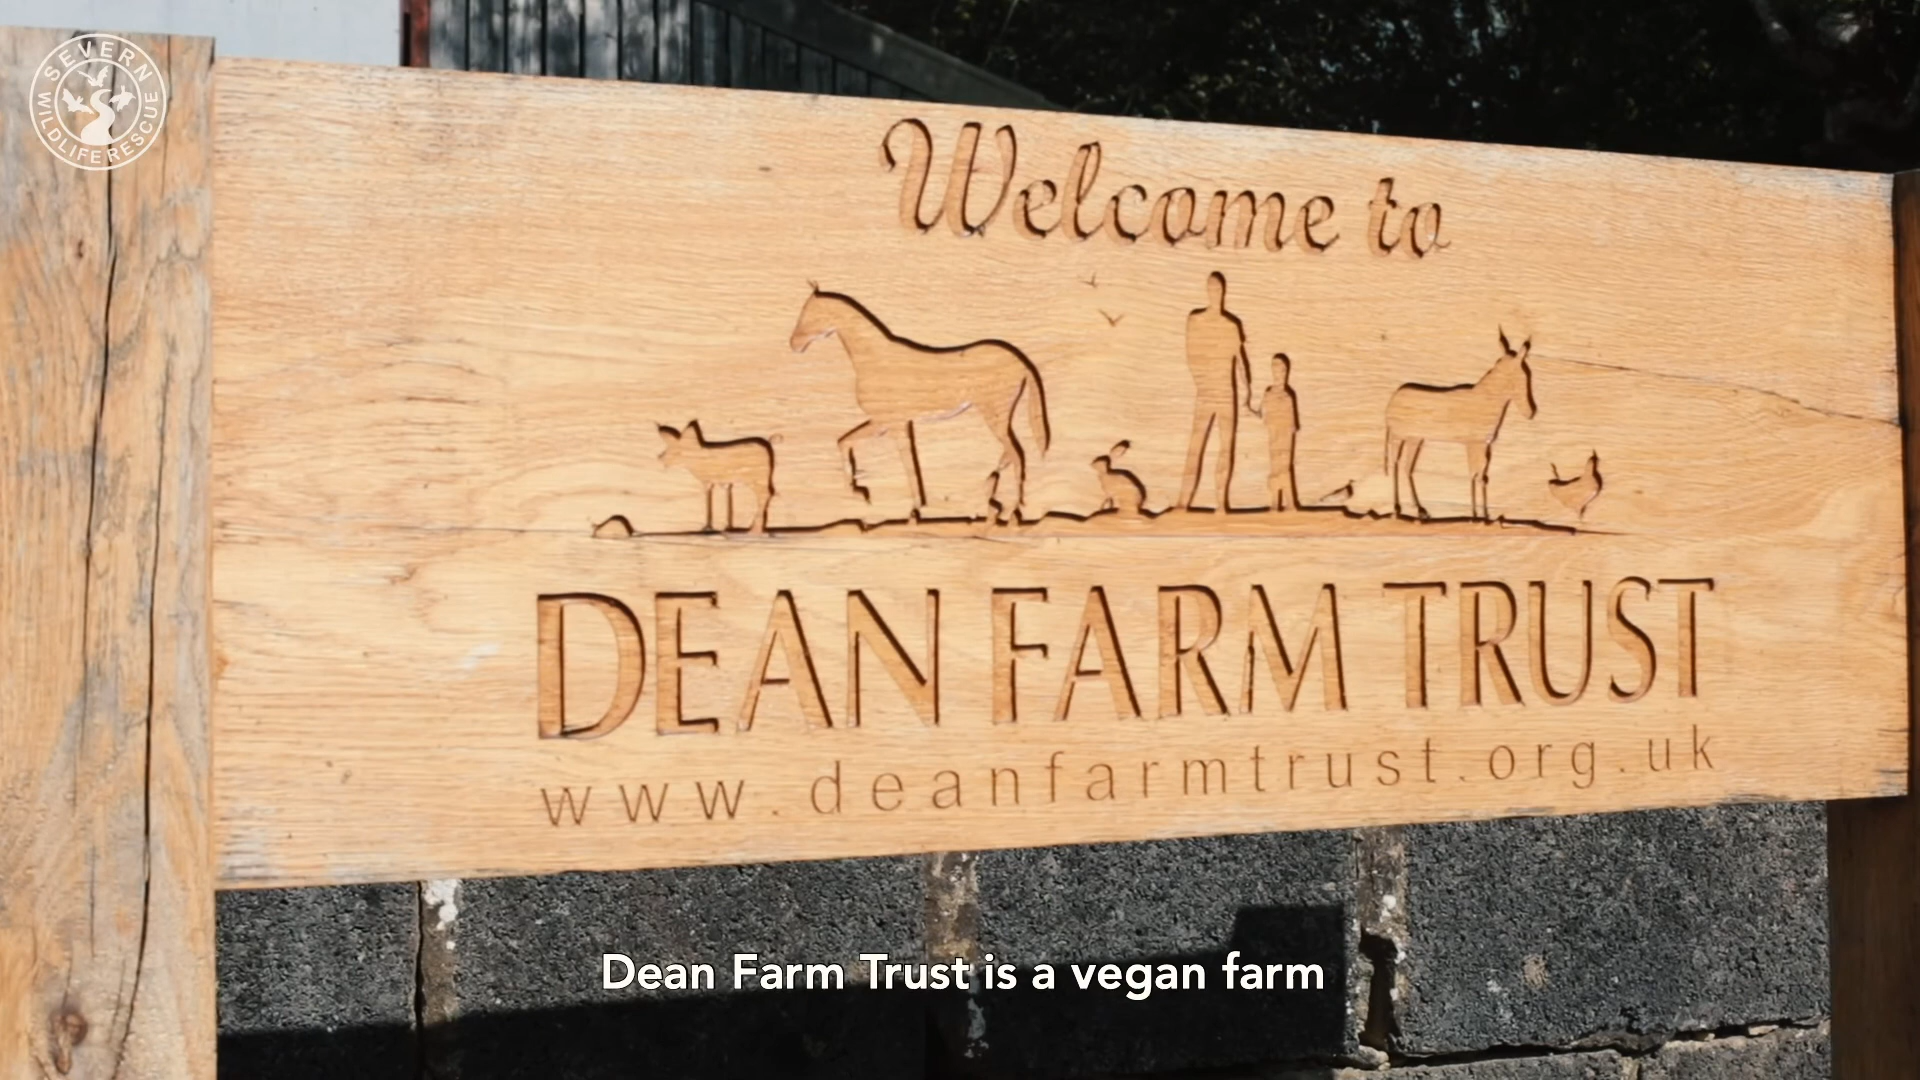 SEVERN
WILDLIFE RESCUE
Welcome to
DEAN FARM TRUST
www.deanfarmtrust.org.uk
Dean Farm Trust is a vegan farm